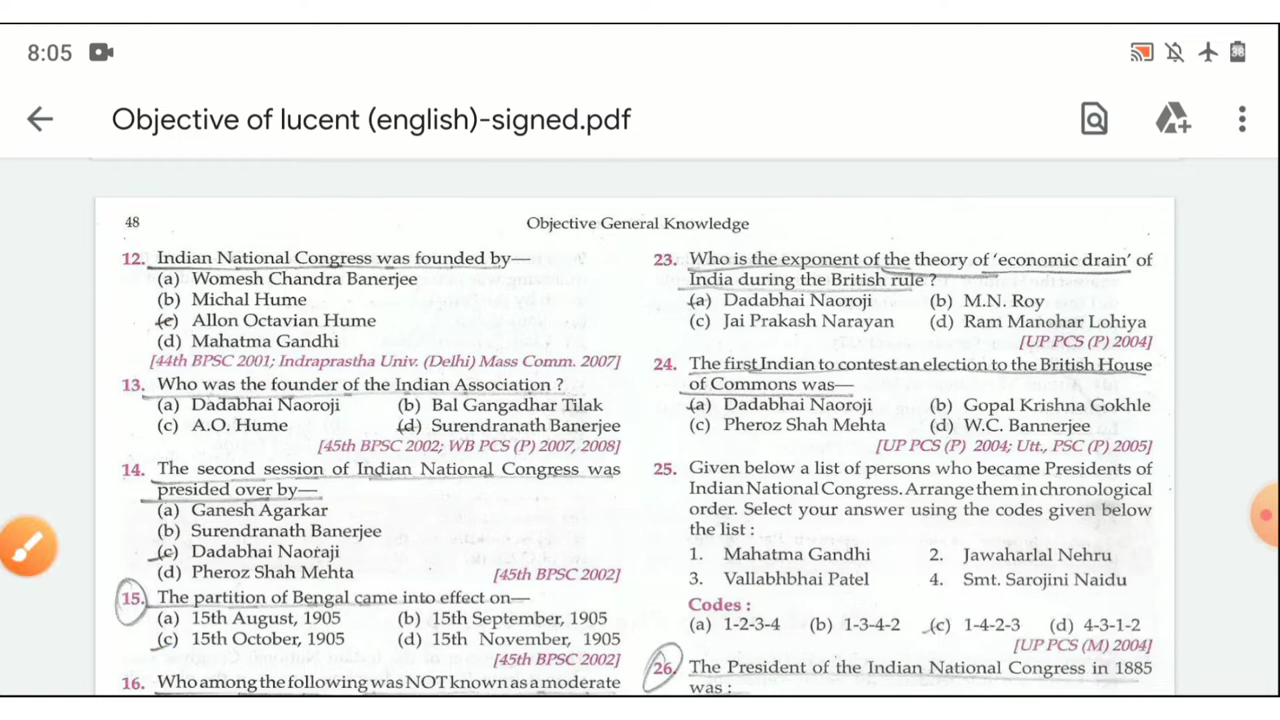 8:05
38
Objective of lucent (english)-signed.pdf
48
Objective General Knowledge
12. Indian National Congress was founded by—
(a) Womesh Chandra Banerjee
(b) Michal Hume
(c) Allon Octavian Hume
(d) Mahatma Gandhi
[44th BPSC 2001; Indraprastha Univ. (Delhi) Mass Comm. 2007]
13. Who was the founder of the Indian Association ?
(a) Dadabhai Naoroji (b) Bal Gangadhar Tilak
(c) A.O. Hume (d) Surendranath Banerjee
[45th BPSC 2002; WB PCS (P) 2007, 2008]
14. The second session of Indian National Congress was
presided over by—
(a) Ganesh Agarkar
(b) Surendranath Banerjee
(c) Dadabhai Naoraji
(d) Pheroz Shah Mehta [45th BPSC 2002]
15. The partition of Bengal came into effect on—
(a) 15th August, 1905 (b) 15th September, 1905
(c) 15th October, 1905 (d) 15th November, 1905
[45th BPSC 2002]
16. Who among the following was NOT known as a moderate
23. Who is the exponent of the theory of 'economic drain' of
India during the British rule ?
(a) Dadabhai Naoroji (b) M.N. Roy
(c) Jai Prakash Narayan (d) Ram Manohar Lohiya
[UP PCS (P) 2004]
24. The first Indian to contest an election to the British House
of Commons was—
(a) Dadabhai Naoroji (b) Gopal Krishna Gokhle
(c) Pheroz Shah Mehta (d) W.C. Bannerjee
[UP PCS (P) 2004; Utt., PSC (P) 2005]
25. Given below a list of persons who became Presidents of
Indian National Congress. Arrange them in chronological
order. Select your answer using the codes given below
the list :
1. Mahatma Gandhi 2. Jawaharlal Nehru
3. Vallabhbhai Patel 4. Smt. Sarojini Naidu
Codes :
(a) 1-2-3-4 (b) 1-3-4-2 (c) 1-4-2-3 (d) 4-3-1-2
[UP PCS (M) 2004]
26. The President of the Indian National Congress in 1885
was :